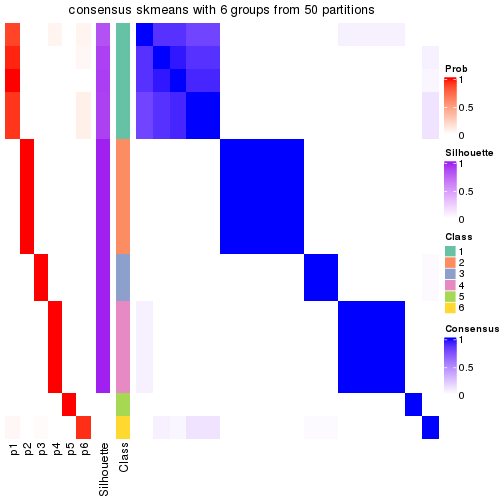 consensus skmeans with 6 groups from 50 partitions
Prob
1
0.5
0
Silhouette
1
0.5
0
Class
1
2
3
4
5
6
Consensus
1
0.5
0
p1
p2
p3
p4
p5
p6
Silhouette
Class